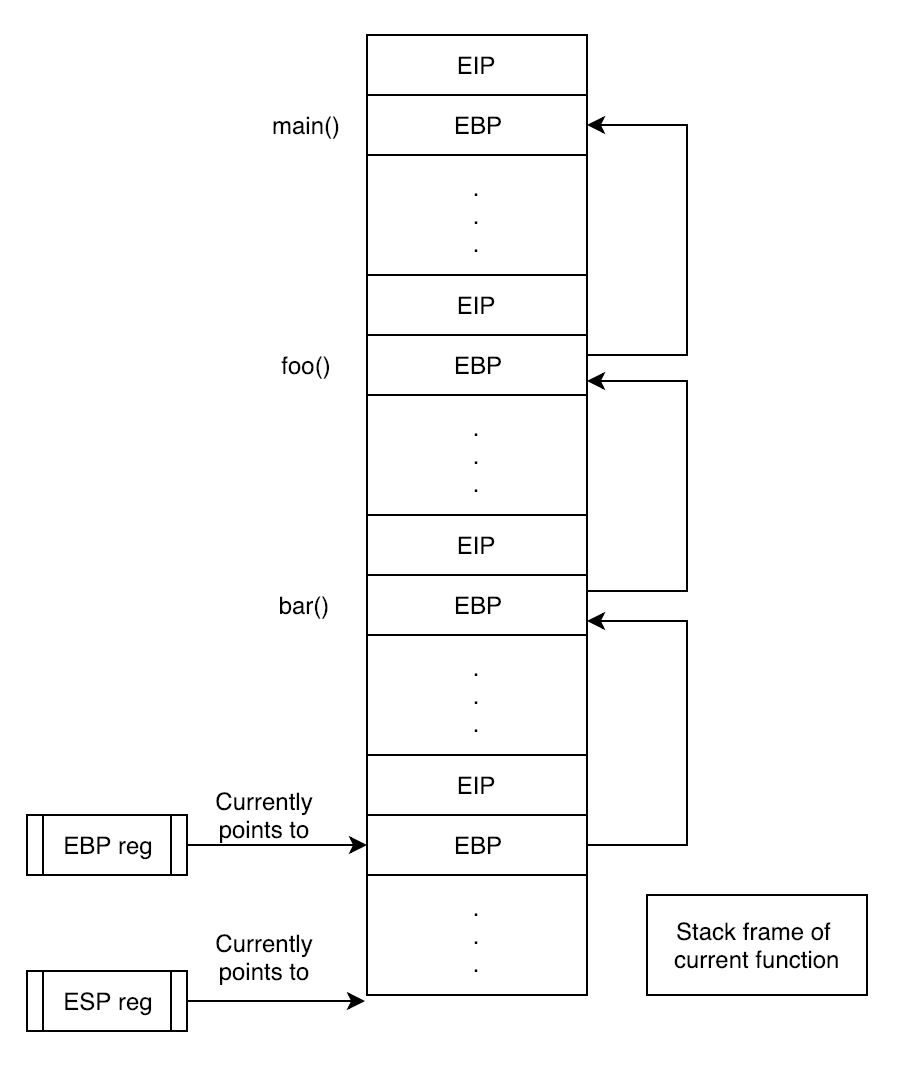 EIP
main()
EBP
.
.
.
EIP
foo()
EBP
.
.
.
EIP
bar()
EBP
.
.
.
EIP
Currently
points to
EBP reg
EBP
.
.
.
Stack frame of
current function
Currently
points to
ESP reg